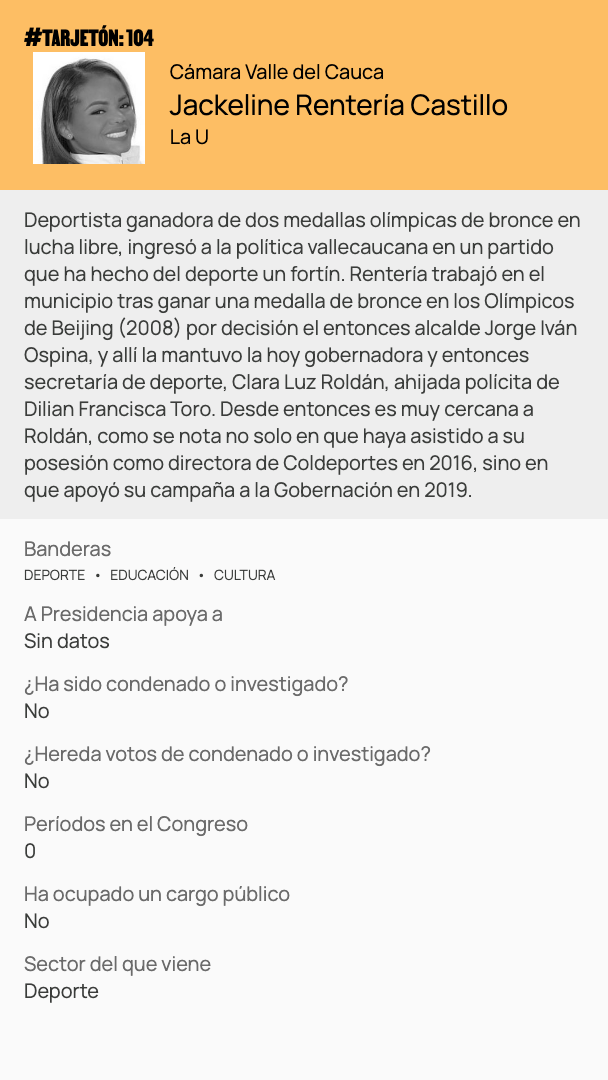 #TARJETÓN: 104
Cámara Valle del Cauca
Jackeline Rentería Castillo
La U
Deportista ganadora de dos medallas olímpicas de bronce en
lucha libre, ingresó a la política vallecaucana en un partido
que ha hecho del deporte un fortín. Rentería trabajó en el
municipio tras ganar una medalla de bronce en los Olímpicos
de Beijing (2008) por decisión el entonces alcalde Jorge Iván
Ospina, y allí la mantuvo la hoy gobernadora y entonces
secretaría de deporte, Clara Luz Roldán, ahijada polícita de
Dilian Francisca Toro. Desde entonces es muy cercana a
Roldán, como se nota no solo en que haya asistido a su
posesión como directora de Coldeportes en 2016, sino en
que apoyó su campaña a la Gobernación en 2019.
Banderas
DEPORTE • EDUCACIÓN • CULTURA
A Presidencia apoya a
Sin datos
¿Ha sido condenado o investigado?
No
¿Hereda votos de condenado o investigado?
No
Períodos en el Congreso
0
Ha ocupado un cargo público
No
Sector del que viene
Deporte